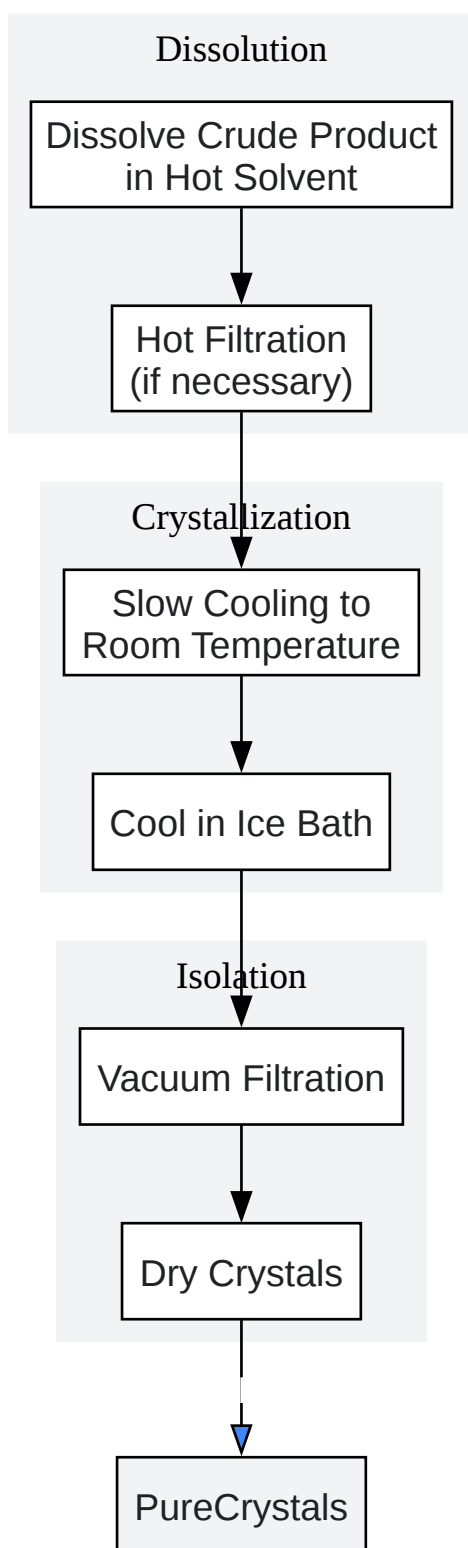 Dissolution
Dissolve Crude Product
in Hot Solvent
Hot Filtration
(if necessary)
Crystallization
Slow Cooling to
Room Temperature
Cool in Ice Bath
Isolation
Vacuum Filtration
Dry Crystals
PureCrystals